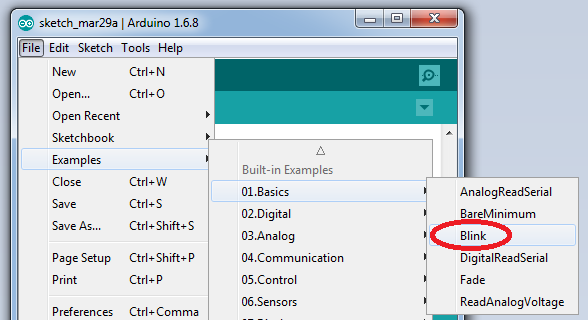 sketch_mar29a | Arduino 1.6.8
File Edit Sketch Tools Help
New Ctrl+N
Open... Ctrl+O
Open Recent
Sketchbook
Examples
Close Ctrl+W
Save Ctrl+S
Save As... Ctrl+Shift+S
Page Setup Ctrl+Shift+P
Print Ctrl+P
Preferences Ctrl+Comma
Built-in Examples
01.Basics
02.Digital
03.Analog
04.Communication
05.Control
06.Sensors
AnalogReadSerial
BareMinimum
Blink
DigitalReadSerial
Fade
ReadAnalogVoltage